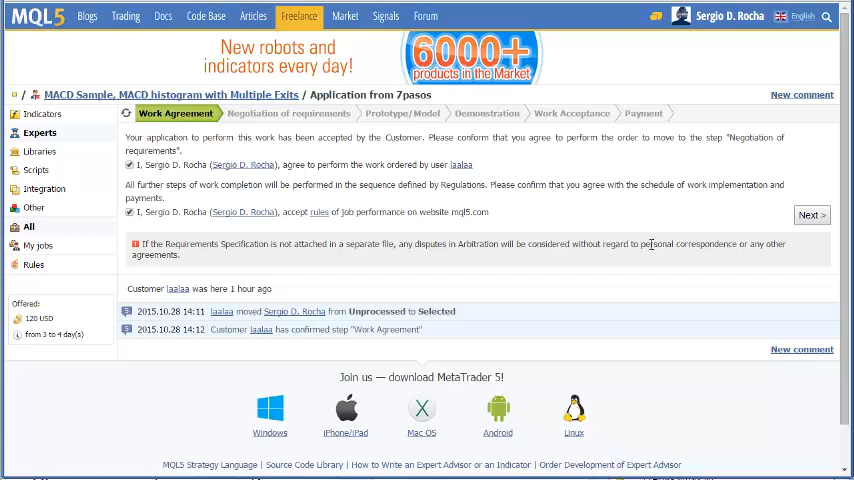 MQL5 Blogs Trading Docs Code Base Articles Freelance Market Signals Forum Sergio D. Rocha English
New robots and
indicators every day!
6000+
products in the Market
/ MACD Sample, MACD histogram with Multiple Exits / Application from 7pasos New comment
Indicators
Experts
Libraries
Scripts
Integration
Other
All
My jobs
Rules
Offered:
120 USD
from 3 to 4 day(s)
Work Agreement Negotiation of requirements Prototype/Model Demonstration Work Acceptance Payment
Your application to perform this work has been accepted by the Customer. Please confirm that you agree to perform the order to move to the step "Negotiation of
requirements".
I, Sergio D. Rocha (Sergio D. Rocha), agree to perform the work ordered by user laalaa
All further steps of work completion will be performed in the sequence defined by Regulations. Please confirm that you agree with the schedule of work implementation and
payments.
I, Sergio D. Rocha (Sergio D. Rocha), accept rules of job performance on website mql5.com
Next >
If the Requirements Specification is not attached in a separate file, any disputes in Arbitration will be considered without regard to personal correspondence or any other
agreements.
Customer laalaa was here 1 hour ago
5 2015.10.28 14:11 laalaa moved Sergio D. Rocha from Unprocessed to Selected
5 2015.10.28 14:12 Customer laalaa has confirmed step "Work Agreement"
New comment
Join us — download MetaTrader 5!
Windows iPhone/iPad Mac OS Android Linux
MQL5 Strategy Language | Source Code Library | How to Write an Expert Advisor or an Indicator | Order Development of Expert Advisor